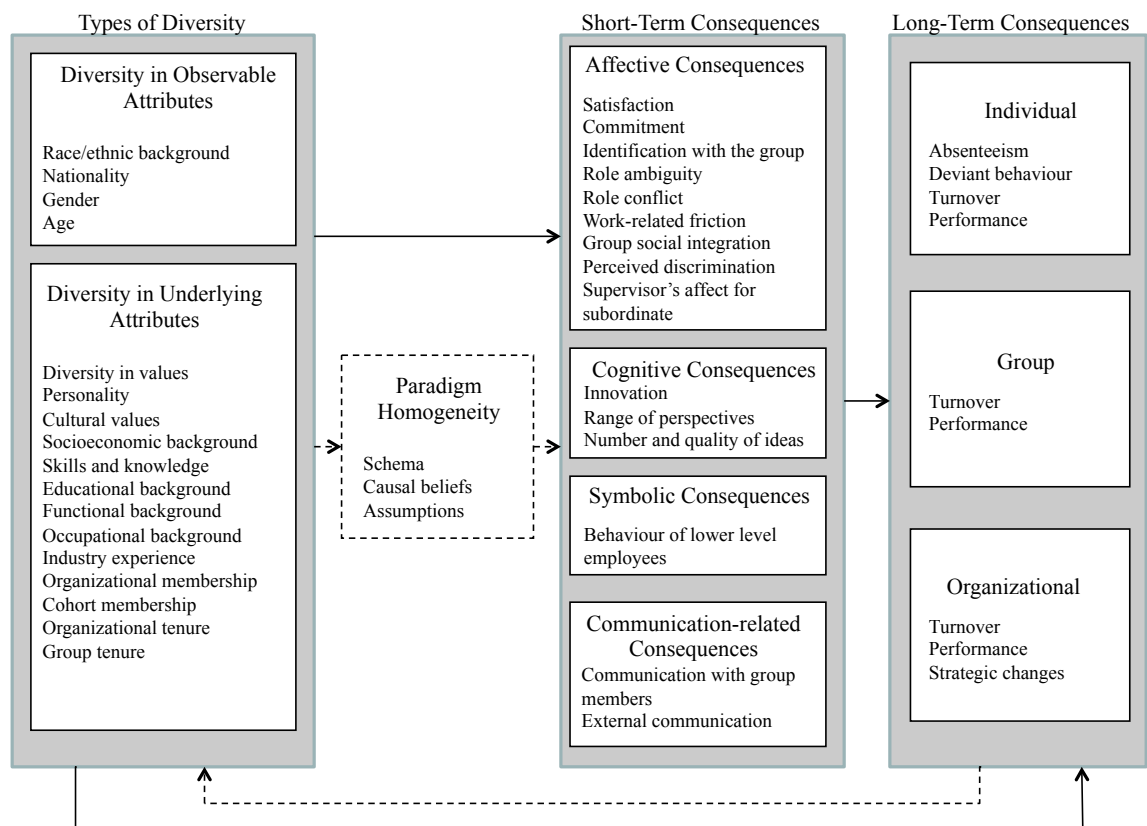 Types of Diversity
Diversity in Observable
Attributes
Race/ethnic background
Nationality
Gender
Age
Diversity in Underlying
Attributes
Diversity in values
Personality
Cultural values
Socioeconomic background
Skills and knowledge
Educational background
Functional background
Occupational background
Industry experience
Organizational membership
Cohort membership
Organizational tenure
Group tenure
Paradigm
Homogeneity
Schema
Causal beliefs
Assumptions
Short-Term Consequences
Affective Consequences
Satisfaction
Commitment
Identification with the group
Role ambiguity
Role conflict
Work-related friction
Group social integration
Perceived discrimination
Supervisor’s affect for
subordinate
Cognitive Consequences
Innovation
Range of perspectives
Number and quality of ideas
Symbolic Consequences
Behaviour of lower level
employees
Communication-related
Consequences
Communication with group
members
External communication
Long-Term Consequences
Individual
Absenteeism
Deviant behaviour
Turnover
Performance
Group
Turnover
Performance
Organizational
Turnover
Performance
Strategic changes